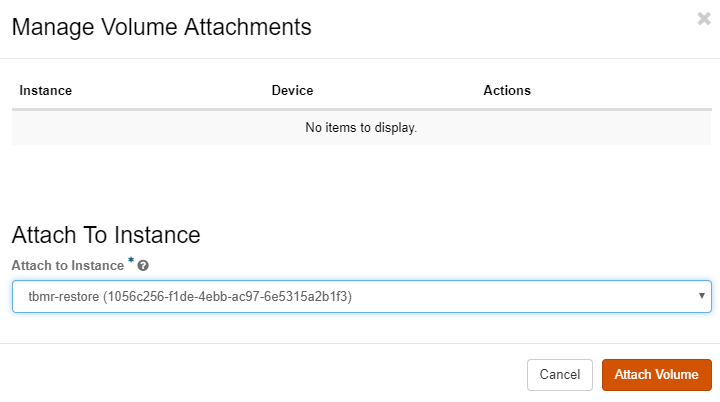 Manage Volume Attachments
×
Instance Device Actions
No items to display.
Attach To Instance
Attach to Instance * ?
tbmr-restore (1056c256-f1de-4ebb-ac97-6e5315a2b1f3)
Cancel Attach Volume